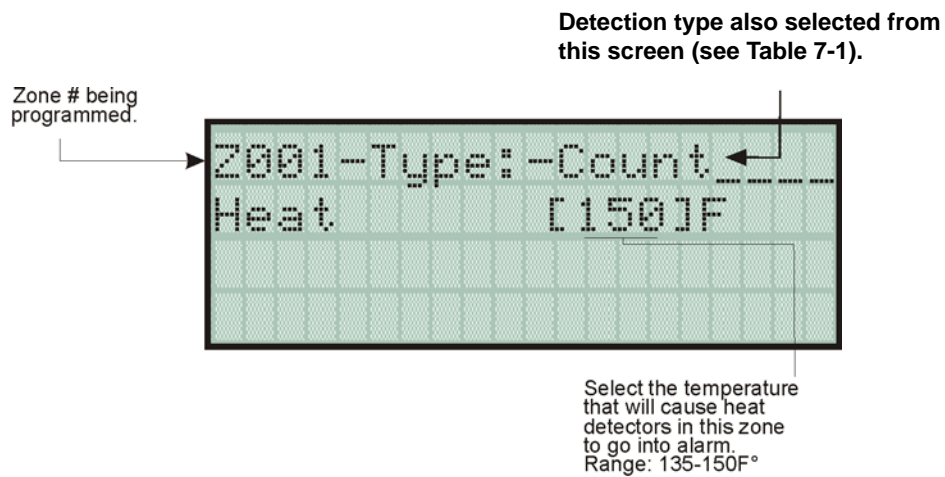 Detection type also selected from
this screen (see Table 7-1).
Zone # being
programmed.
Z001-Type:-Count____
Heat [150]F
Select the temperature
that will cause heat
detectors in this zone
to go into alarm.
Range: 135-150F°